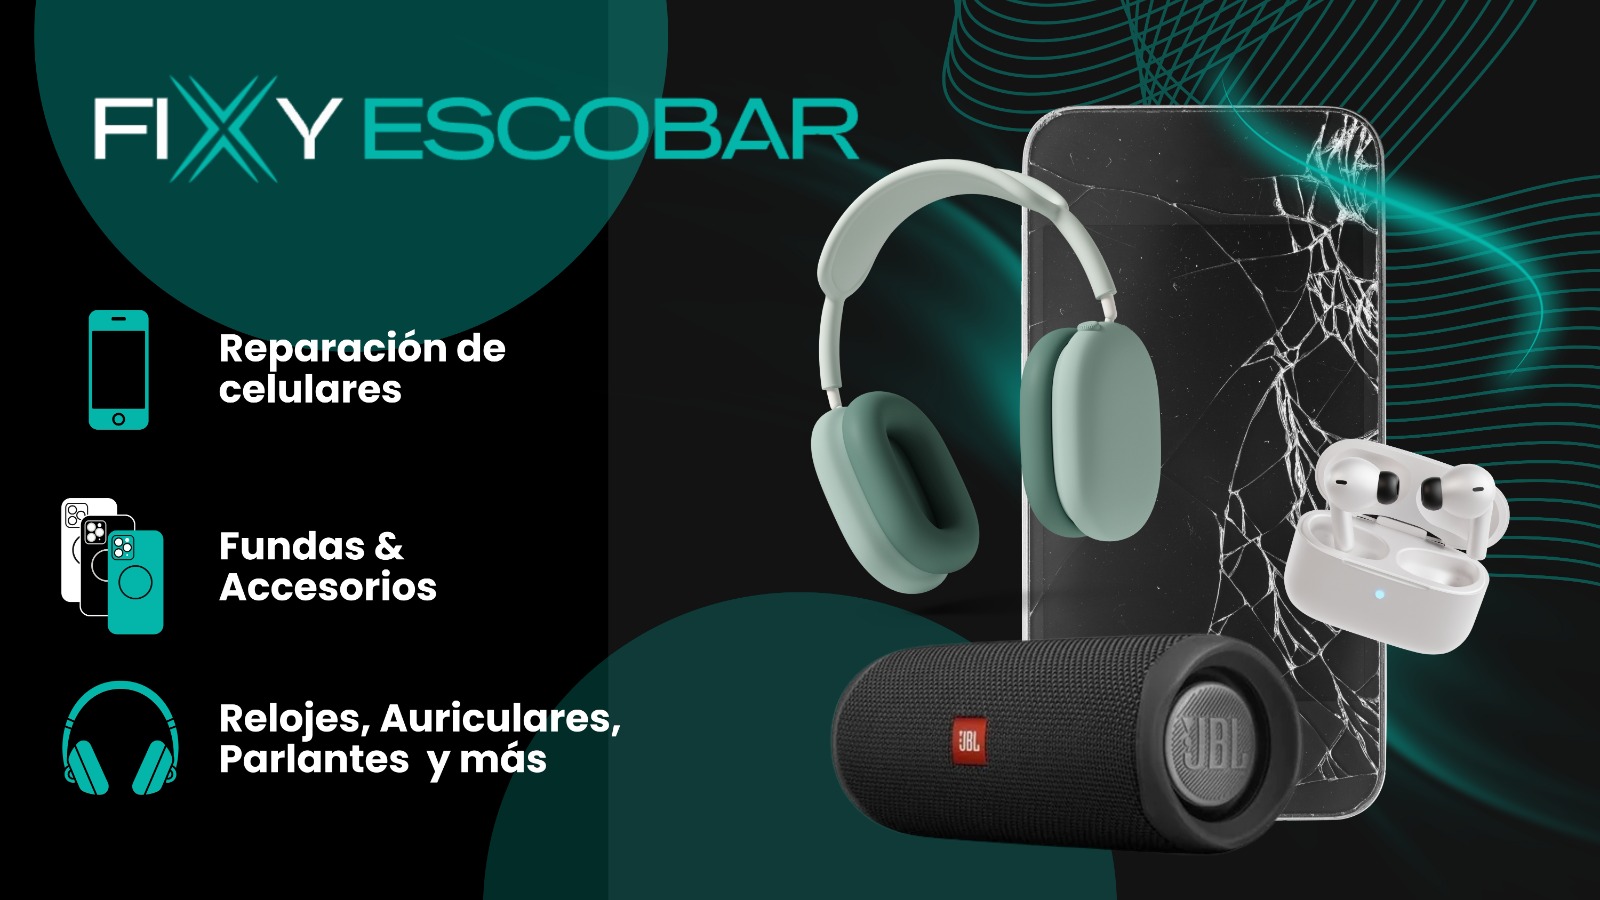 FIXY ESCOBAR
Reparación de
celulares
Fundas &
Accesorios
Relojes, Auriculares,
Parlantes y más
JBL
JBL